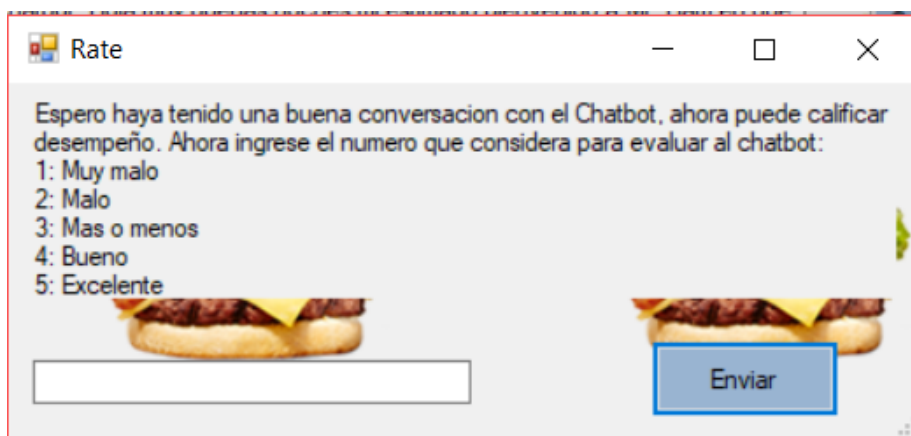 Rate
Espero haya tenido una buena conversacion con el Chatbot, ahora puede calificar
desempeño. Ahora ingrese el numero que considera para evaluar al chatbot:
1: Muy malo
2: Malo
3: Mas o menos
4: Bueno
5: Excelente
Enviar